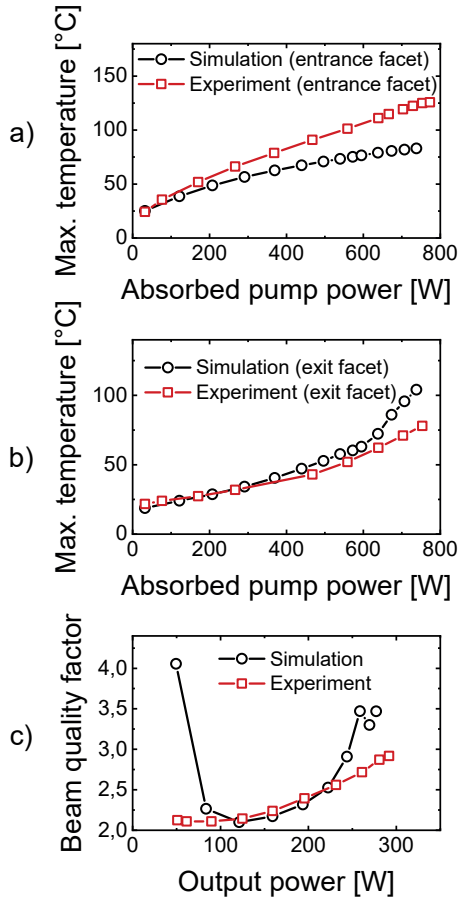 a)
Max. temperature [°C]
150
100
50
0
Simulation (entrance facet)
Experiment (entrance facet)
0 200 400 600 800
Absorbed pump power [W]
b)
Max. temperature [°C]
100
50
0
Simulation (exit facet)
Experiment (exit facet)
0 200 400 600 800
Absorbed pump power [W]
c)
Beam quality factor
4,0
3,5
3,0
2,5
2,0
Simulation
Experiment
0 100 200 300
Output power [W]